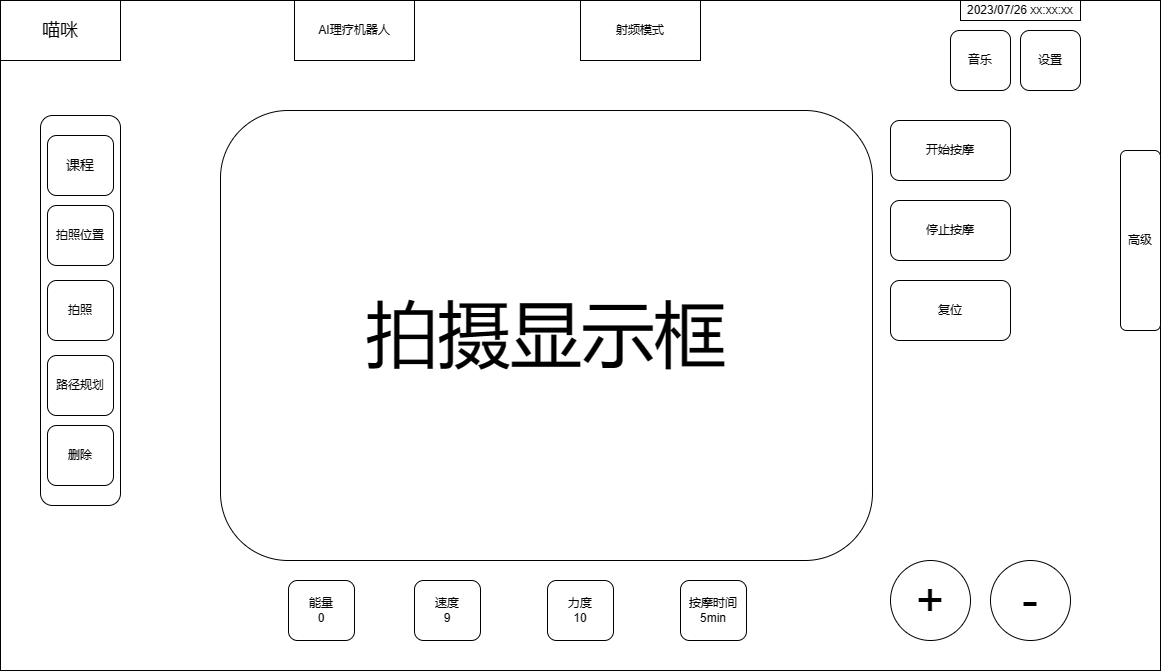 喵咪
AI理疗机器人
射频模式
2023/07/26 xx:xx:xx
音乐
设置
课程
拍照位置
拍照
路径规划
删除
拍摄显示框
开始按摩
停止按摩
复位
高级
能量
0
速度
9
力度
10
按摩时间
5min
+
-